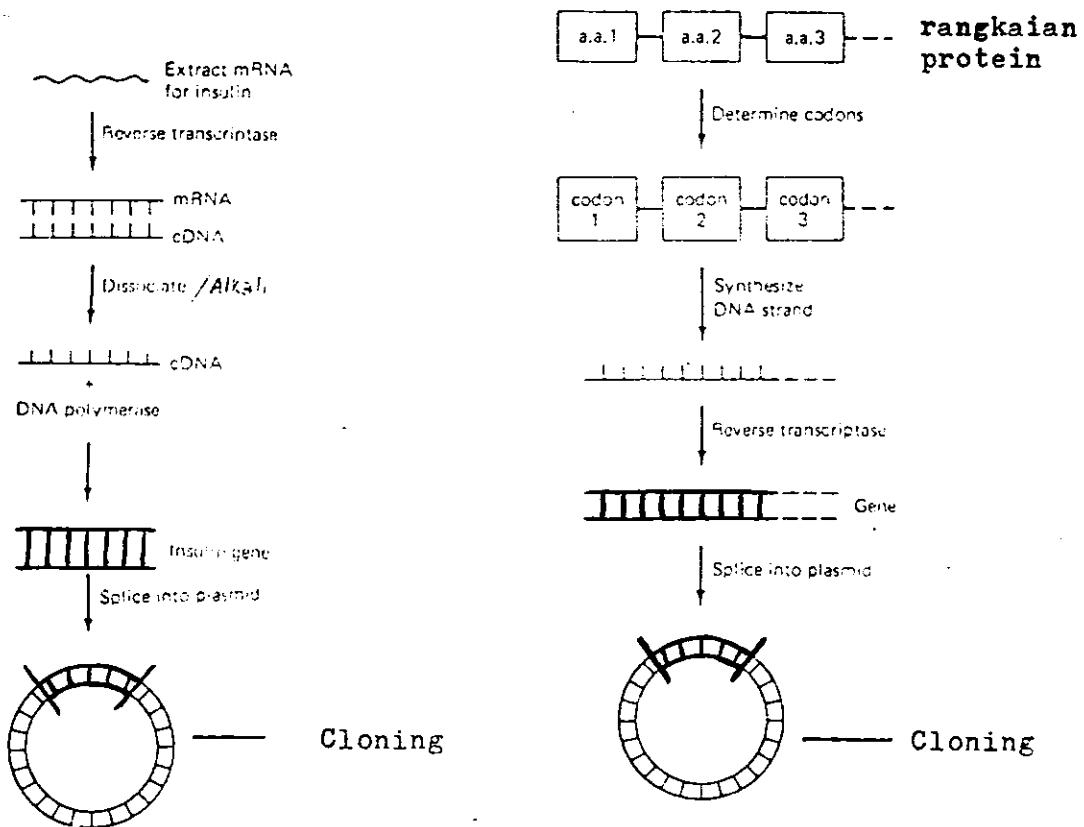 Extract mRNA
for insulin
Reverse transcriptase
mRNA
cDNA
Dissociate /Alkali
cDNA
+
DNA polymerase
Insulin gene
Splice into plasmid
Cloning
a.a.1
a.a.2
a.a.3
rangkaian
protein
Determine codons
codon
1
codon
2
codon
3
Synthesize
DNA strand
Reverse transcriptase
Gene
Splice into plasmid
Cloning